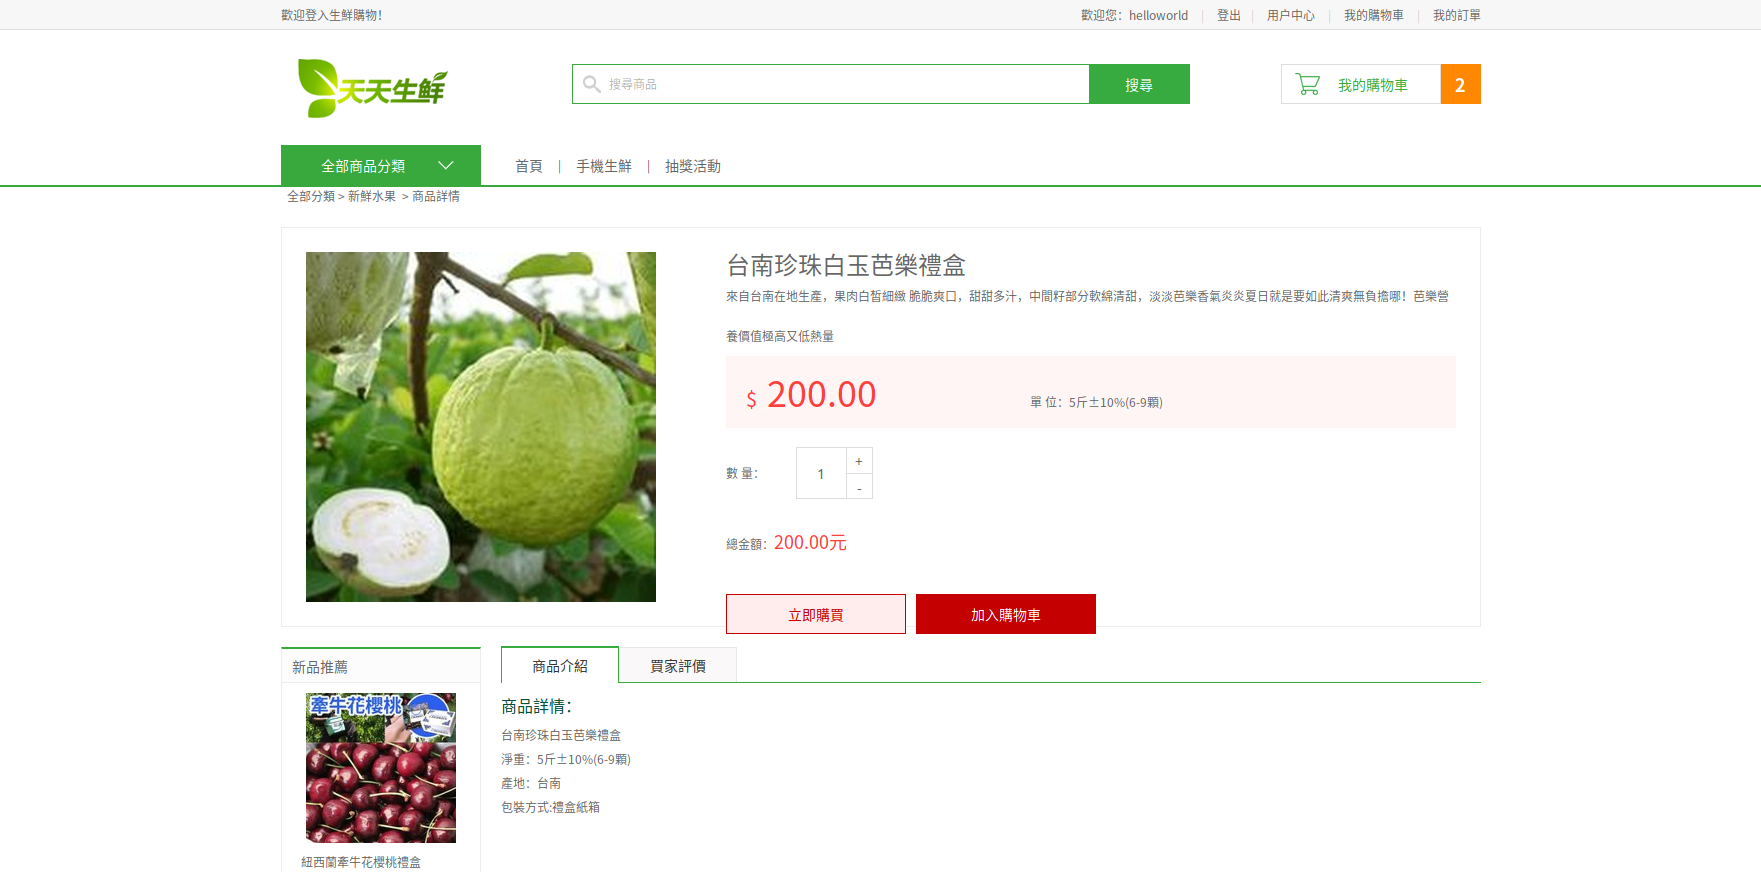 歡迎登入生鮮購物！
歡迎您：helloworld | 登出 | 用户中心 | 我的購物車 | 我的訂單
天天生鲜
搜尋商品
搜尋
我的購物車
2
全部商品分類
首頁 | 手機生鮮 | 抽獎活動
全部分類 > 新鮮水果 > 商品詳情
台南珍珠白玉芭樂禮盒
來自台南在地生產，果肉白皙細緻 脆脆爽口，甜甜多汁，中間籽部分軟綿清甜，淡淡芭樂香氣炎炎夏日就是要如此清爽無負擔哪！芭樂營
養價值極高又低熱量
$ 200.00
單 位：5斤±10%(6-9顆)
數 量：
1
+
-
總金額：200.00元
立即購買
加入購物車
新品推薦
商品介紹
買家評價
牽牛花櫻桃
紐西蘭牽牛花櫻桃禮盒
商品詳情：
台南珍珠白玉芭樂禮盒
淨重：5斤±10%(6-9顆)
產地：台南
包裝方式:禮盒紙箱